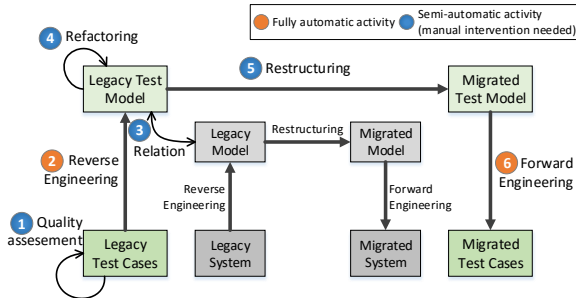 Fully automatic activity
Semi-automatic activity
(manual intervention needed)
4 Refactoring
Legacy Test
Model
5 Restructuring
Migrated
Test Model
3
Relation
Legacy
Model
Restructuring
Migrated
Model
2 Reverse
Engineering
Reverse
Engineering
Forward
Engineering
6 Forward
Engineering
1 Quality
assesement
Legacy
Test Cases
Legacy
System
Migrated
System
Migrated
Test Cases